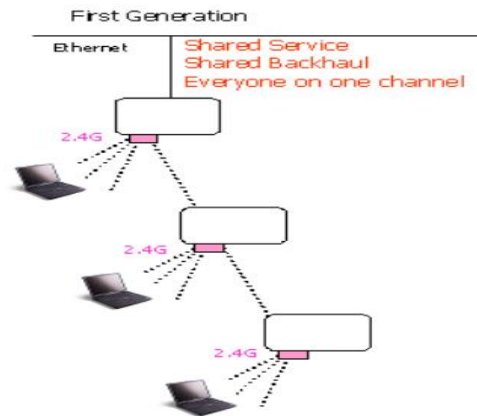 First Generation
Ethernet
Shared Service
Shared Backhaul
Everyone on one channel
2.4G
2.4G
2.4G